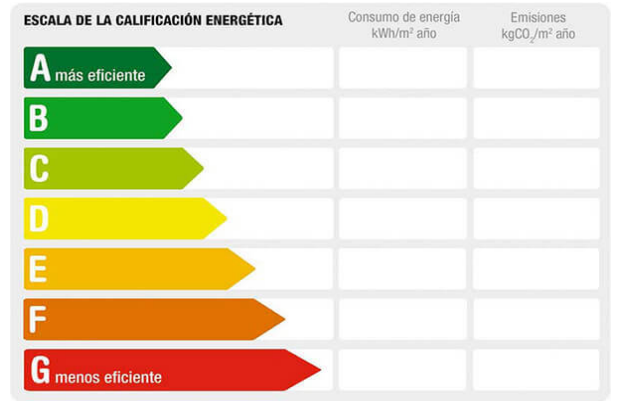 ESCALA DE LA CALIFICACIÓN ENERGÉTICA
Consumo de energía
kWh/m² año
Emisiones
kgCO₂/m² año
A más eficiente
B
C
D
E
F
G menos eficiente